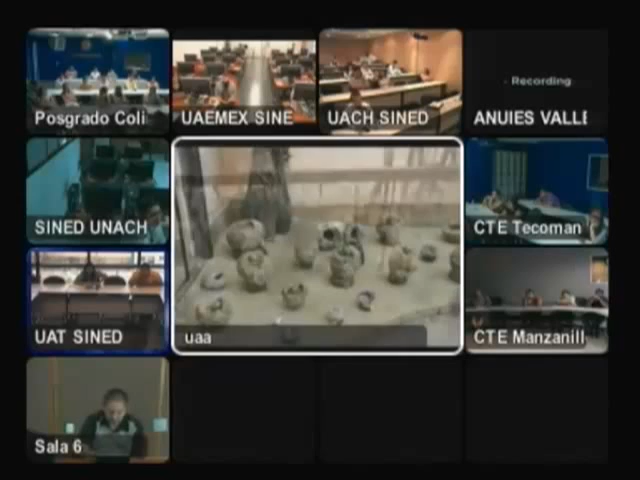 Posgrado Coli
UAEMEX SINE
UACH SINED
- Recording
ANUIES VALLE
SINED UNACH
CTE Tecoman
UAT SINED
uaa
CTE Manzanill
Sala 6